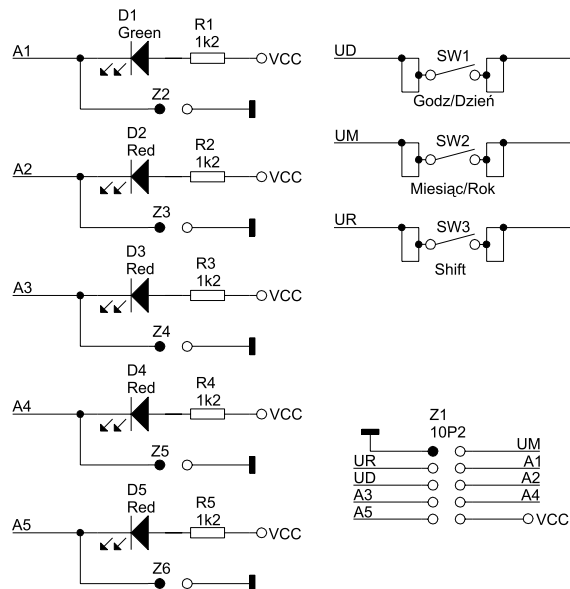 D1
Green
R1
1k2
A1
VCC
Z2
D2
Red
R2
1k2
A2
VCC
Z3
D3
Red
R3
1k2
A3
VCC
Z4
D4
Red
R4
1k2
A4
VCC
Z5
D5
Red
R5
1k2
A5
VCC
Z6
UD
SW1
Godz/Dzień
UM
SW2
Miesiąc/Rok
UR
SW3
Shift
Z1
10P2
UM
UR A1
UD A2
A3 A4
A5 VCC